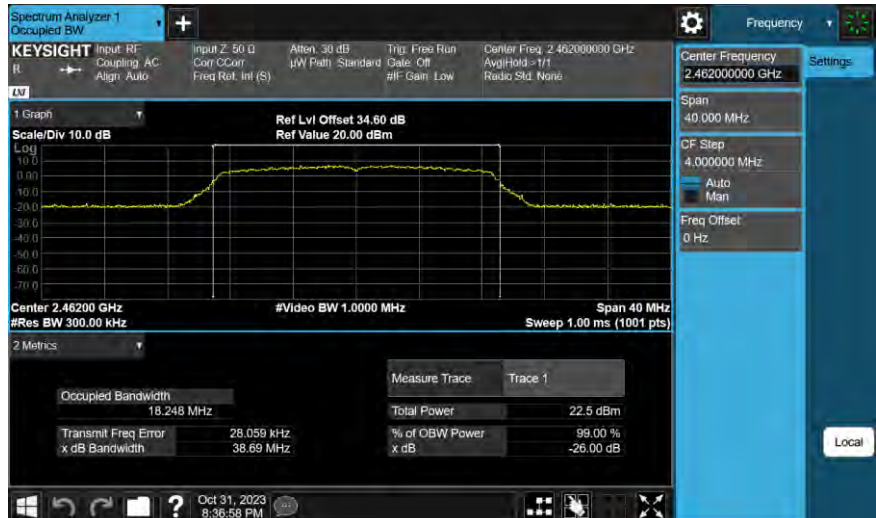 Spectrum Analyzer 1
Occupied BW
+
Frequency
KEYSIGHT
R
LXI
Input: RF
Coupling: AC
Align: Auto
Input Z: 50 Ω
Corr CCorr
Freq Ref: Int (S)
Atten: 30 dB
µW Path: Standard
Trig: Free Run
Gate: Off
#IF Gain: Low
Center Freq: 2.462000000 GHz
Avg|Hold:>1/1
Radio Std: None
Center Frequency
2.462000000 GHz
Settings
Span
40.000 MHz
CF Step
4.000000 MHz
Auto
Man
Freq Offset
0 Hz
1 Graph
Scale/Div 10.0 dB
Ref Lvl Offset 34.60 dB
Ref Value 20.00 dBm
Log
10.0
0.00
-10.0
-20.0
-30.0
-40.0
-50.0
-60.0
-70.0
Center 2.46200 GHz
#Video BW 1.0000 MHz
Span 40 MHz
#Res BW 300.00 kHz
Sweep 1.00 ms (1001 pts)
2 Metrics
Measure Trace Trace 1
Occupied Bandwidth
18.248 MHz
Total Power 22.5 dBm
Transmit Freq Error 28.059 kHz
% of OBW Power 99.00 %
x dB Bandwidth 38.69 MHz
x dB -26.00 dB
Local
?
Oct 31, 2023
8:36:58 PM